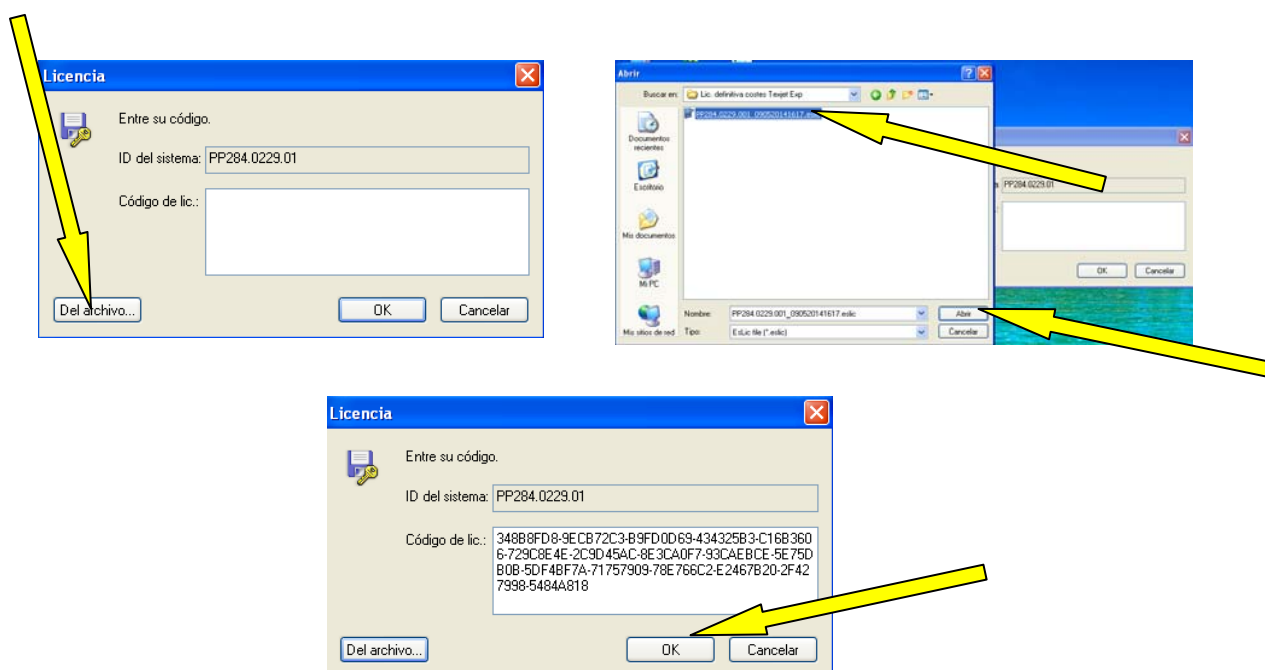 Licencia
Entre su código.
ID del sistema: PP284.0229.01
Código de lic.:
Del archivo...
OK
Cancelar
Abrir
Buscar en: Lic. definitiva costes Texjet Exp
PP284.0229.001_090520141617.eslic
Documentos recientes
Escritorio
Mis documentos
Mi PC
Mis sitios de red
Nombre: PP284.0229.001_090520141617.eslic
Abrir
Tipo: EsLic file (*.eslic)
Cancelar
PP284.0229.01
OK
Cancelar
Licencia
Entre su código.
ID del sistema: PP284.0229.01
Código de lic.: 348B8FD8-9ECB72C3-B9FD0D69-434325B3-C16B360
6-729C8E4E-2C9D45AC-8E3CA0F7-93CAEBCE-5E75D
B0B-5DF4BF7A-71757909-78E766C2-E2467B20-2F42
7998-5484A818
Del archivo...
OK
Cancelar